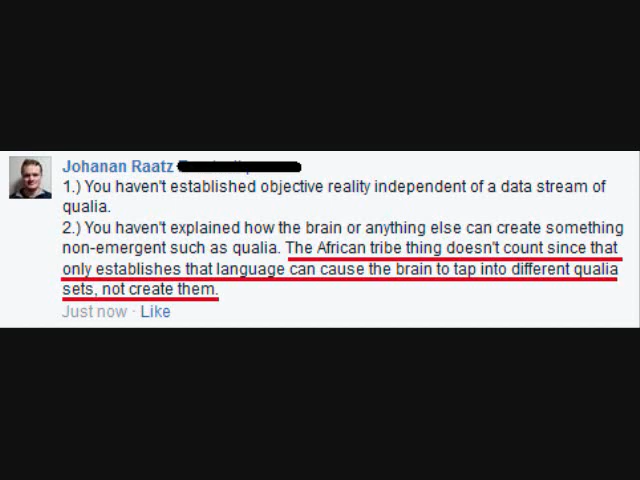 Johanan Raatz
1.) You haven't established objective reality independent of a data stream of
qualia.
2.) You haven't explained how the brain or anything else can create something
non-emergent such as qualia. The African tribe thing doesn't count since that
only establishes that language can cause the brain to tap into different qualia
sets, not create them.
Just now · Like